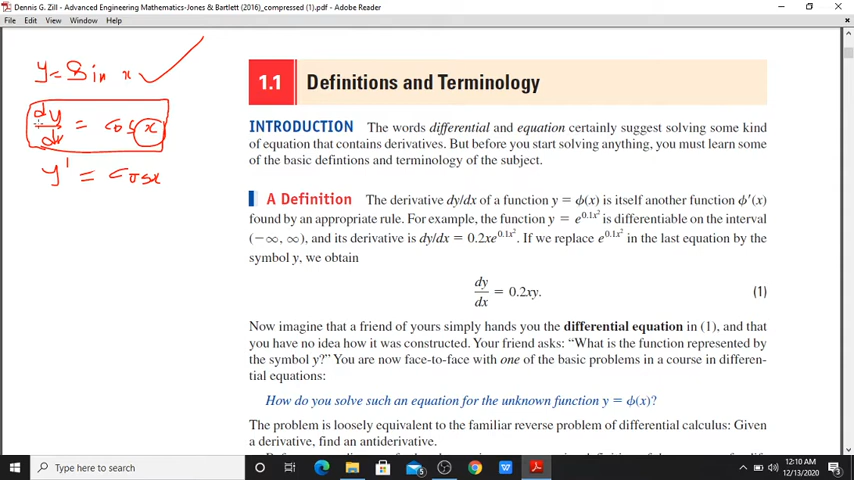 Dennis G. Zill - Advanced Engineering Mathematics-Jones & Bartlett (2016)_compressed (1).pdf - Adobe Reader
File Edit View Window Help
y = Sin x
dy/dx = cos x
y' = cosx
1.1 Definitions and Terminology
INTRODUCTION The words differential and equation certainly suggest solving some kind
of equation that contains derivatives. But before you start solving anything, you must learn some
of the basic defintions and terminology of the subject.
A Definition The derivative dy/dx of a function y = ϕ(x) is itself another function ϕ′(x)
found by an appropriate rule. For example, the function y = e^{0.1x²} is differentiable on the interval
(−∞, ∞), and its derivative is dy/dx = 0.2xe^{0.1x²}. If we replace e^{0.1x²} in the last equation by the
symbol y, we obtain
dy/dx = 0.2xy. (1)
Now imagine that a friend of yours simply hands you the differential equation in (1), and that
you have no idea how it was constructed. Your friend asks: “What is the function represented by
the symbol y?” You are now face-to-face with one of the basic problems in a course in differen-
tial equations:
How do you solve such an equation for the unknown function y = ϕ(x)?
The problem is loosely equivalent to the familiar reverse problem of differential calculus: Given
a derivative, find an antiderivative.
Type here to search
5
W
12:10 AM
12/13/2020
3